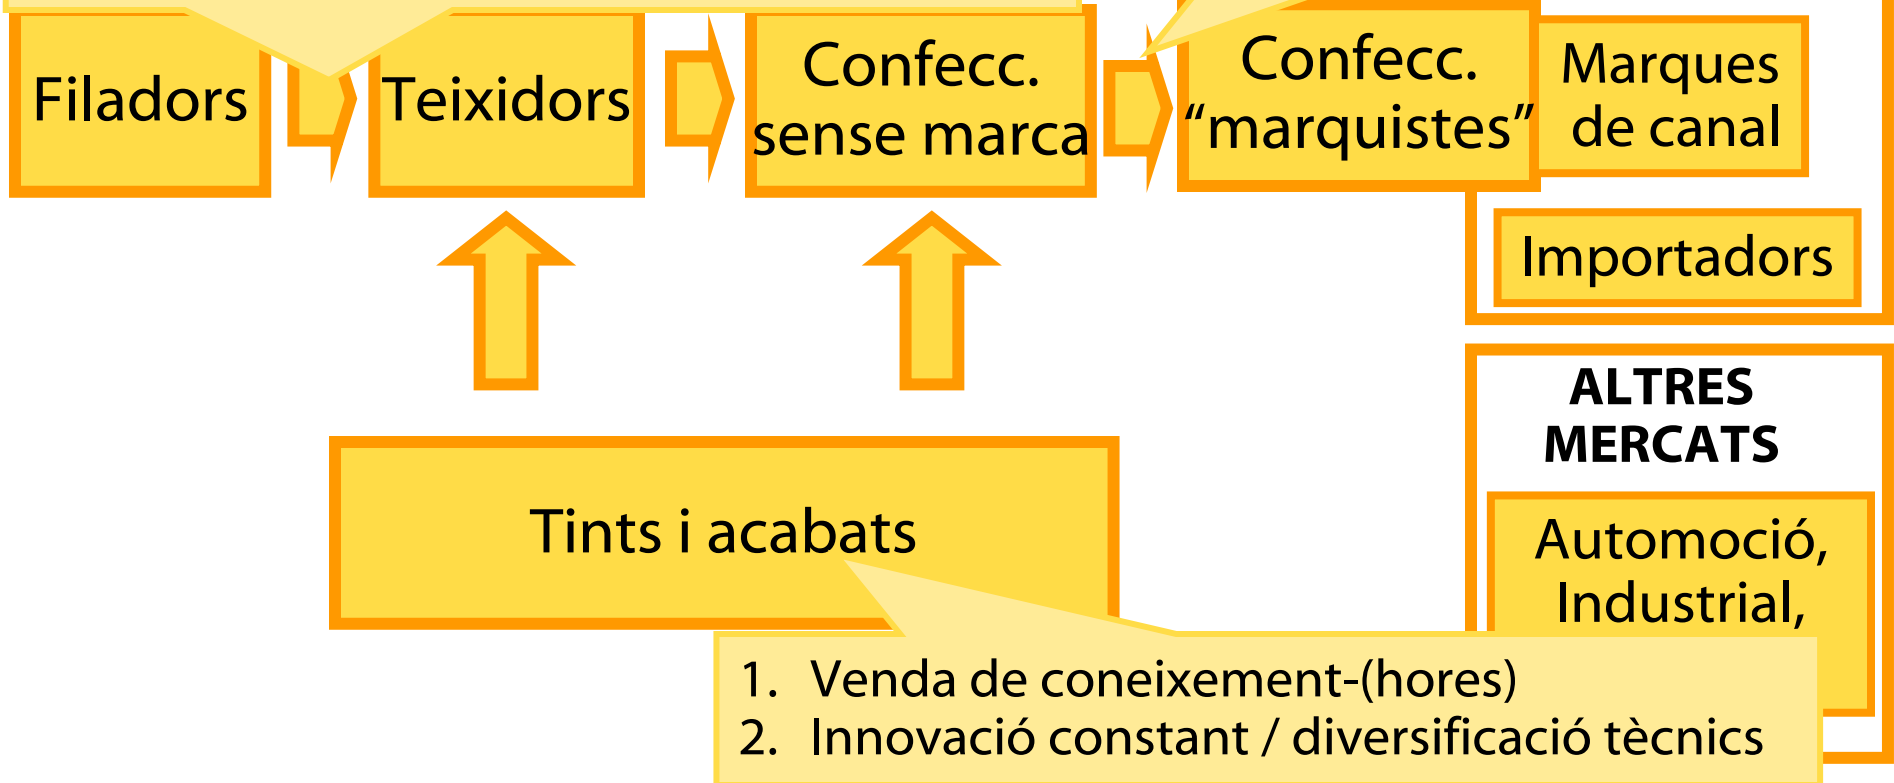 Filadors
Teixidors
Confecc.
sense marca
Confecc.
“marquistes”
Marques
de canal
Importadors
ALTRES
MERCATS
Automoció,
Industrial,
Tints i acabats
1. Venda de coneixement-(hores)
2. Innovació constant / diversificació tècnics